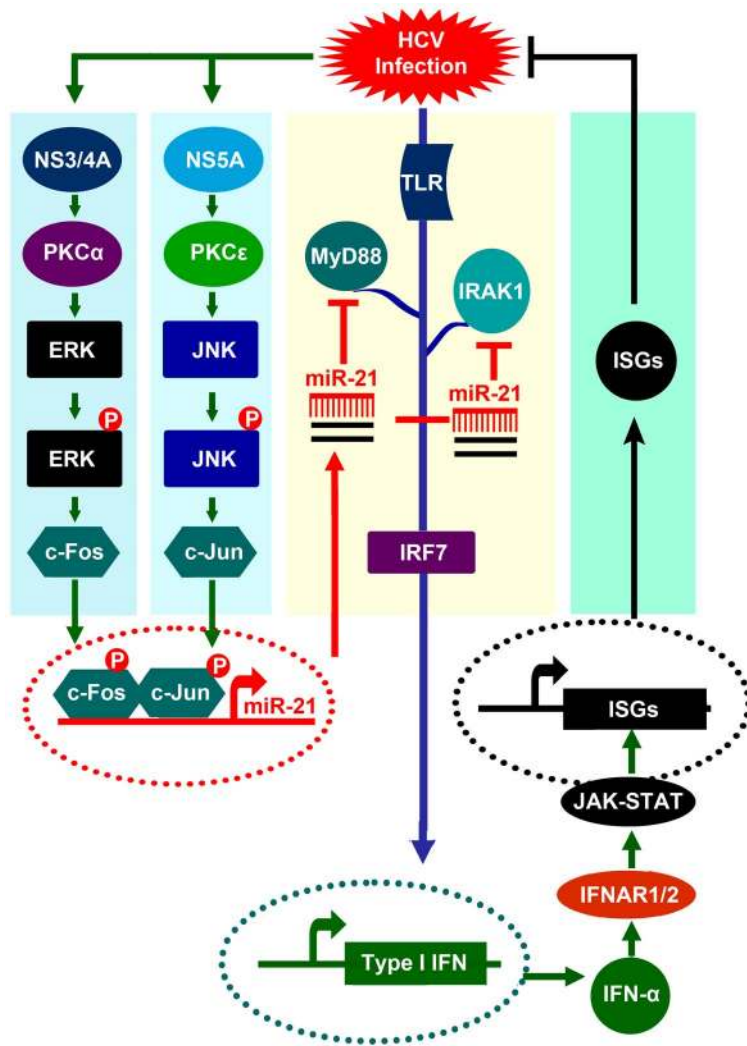 HCV
Infection
NS3/4A
NS5A
TLR
PKCα
PKCε
MyD88
IRAK1
ERK
JNK
miR-21
miR-21
ISGs
P
P
ERK
JNK
c-Fos
c-Jun
IRF7
P
P
c-Fos
c-Jun
miR-21
ISGs
JAK-STAT
IFNAR1/2
Type I IFN
IFN-α